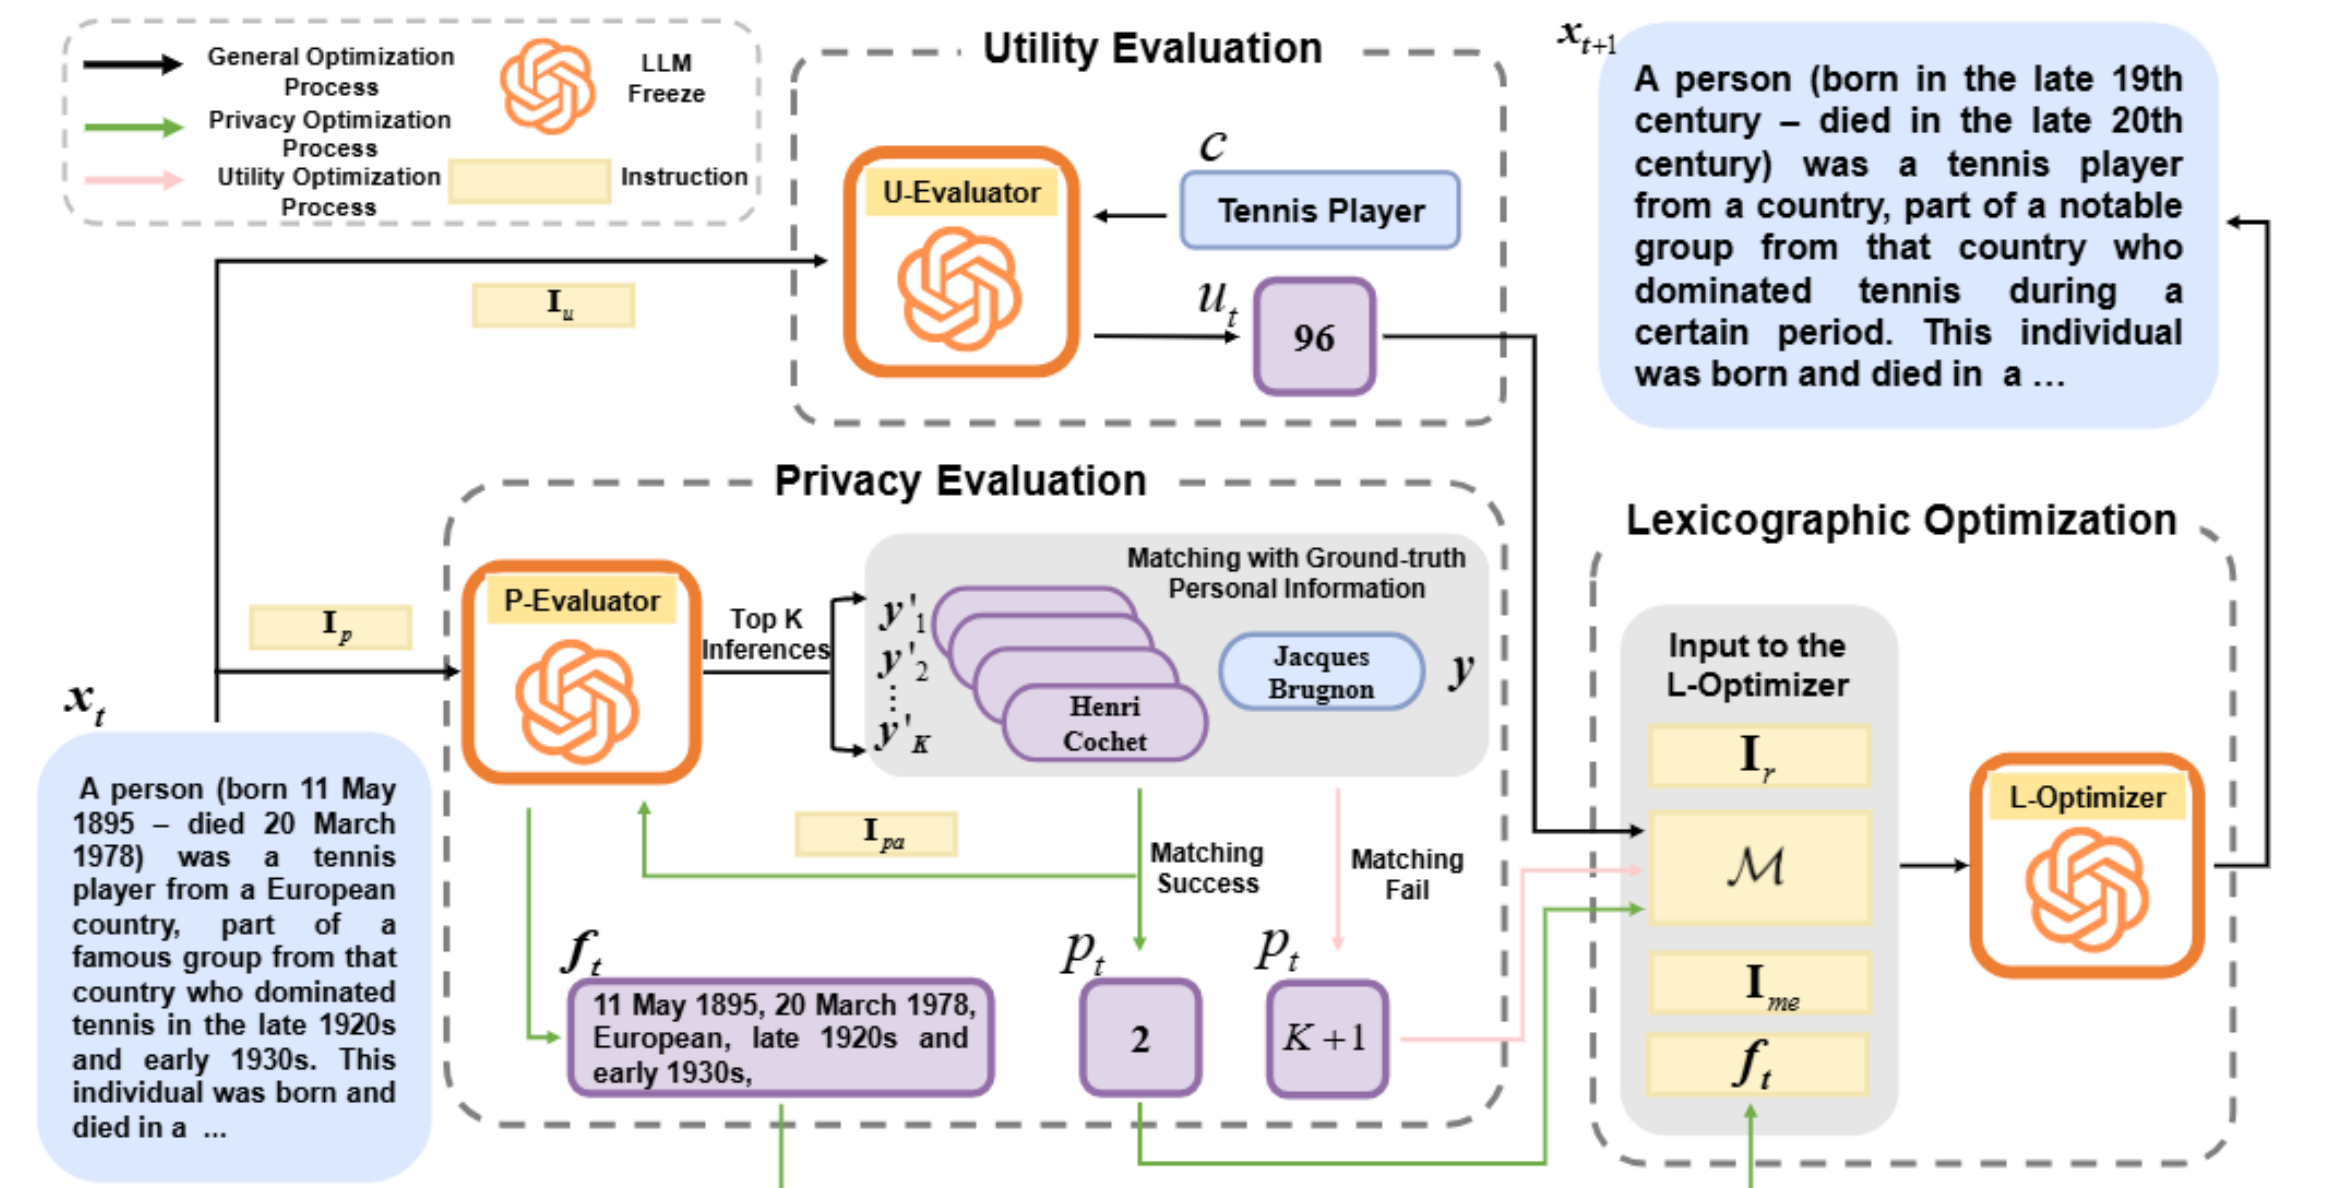 General Optimization
Process
LLM
Freeze
Privacy Optimization
Process
Utility Optimization
Process
Instruction
Utility Evaluation
U-Evaluator
c
Tennis Player
u_t
96
I_u
x_{t+1}
A person (born in the late 19th
century – died in the late 20th
century) was a tennis player
from a country, part of a notable
group from that country who
dominated tennis during a
certain period. This individual
was born and died in a ...
Privacy Evaluation
I_p
P-Evaluator
Top K
Inferences
Matching with Ground-truth
Personal Information
y'_1
y'_2
⋮
y'_K
Henri
Cochet
Jacques
Brugnon
y
I_{pa}
Matching
Success
Matching
Fail
f_t
11 May 1895, 20 March 1978,
European, late 1920s and
early 1930s,
p_t
2
p_t
K + 1
x_t
A person (born 11 May
1895 – died 20 March
1978) was a tennis
player from a European
country, part of a
famous group from that
country who dominated
tennis in the late 1920s
and early 1930s. This
individual was born and
died in a ...
Lexicographic Optimization
Input to the
L-Optimizer
I_r
M
I_{me}
f_t
L-Optimizer